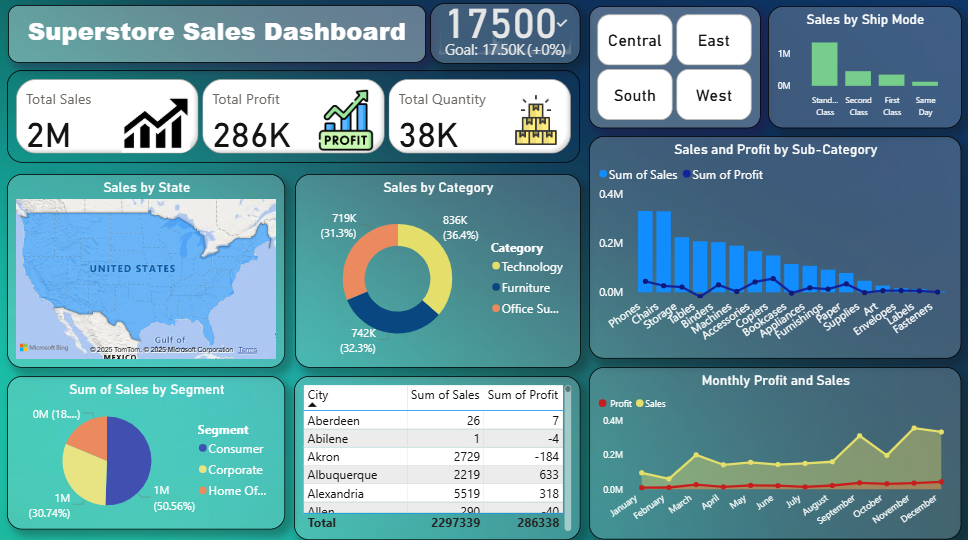 Superstore Sales Dashboard
17500
Goal: 17.50K (+0%)
Central
East
South
West
Sales by Ship Mode
1M
0M
Stand...
Class
Second
Class
First
Class
Same
Day
Total Sales
2M
Total Profit
286K
PROFIT
Total Quantity
38K
Sales and Profit by Sub-Category
Sum of Sales
Sum of Profit
0.4M
0.2M
0.0M
Phones
Chairs
Storage
Tables
Binders
Machines
Accessories
Copiers
Bookcases
Appliances
Furnishings
Paper
Supplies
Art
Envelopes
Labels
Fasteners
Sales by State
UNITED STATES
Gulf of
MEXICO
Microsoft Bing
© 2025 TomTom, © 2025 Microsoft Corporation Terms
Sales by Category
719K
(31.3%)
836K
(36.4%)
742K
(32.3%)
Category
Technology
Furniture
Office Su...
Sum of Sales by Segment
0M (18....)
1M
(30.74%)
1M
(50.56%)
Segment
Consumer
Corporate
Home Of...
City Sum of Sales Sum of Profit
Aberdeen 26 7
Abilene 1 -4
Akron 2729 -184
Albuquerque 2219 633
Alexandria 5519 318
Allen 290 -40
Total 2297339 286338
Monthly Profit and Sales
Profit
Sales
0.4M
0.2M
0.0M
January
February
March
April
May
June
July
August
September
October
November
December